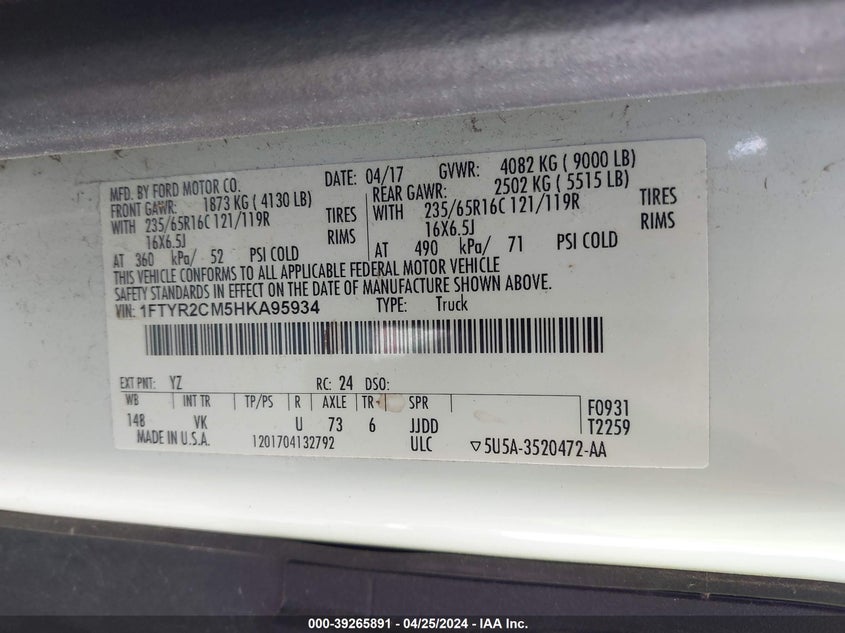 MFD. BY FORD MOTOR CO. DATE: 04/17 GVWR: 4082 KG ( 9000 LB)
FRONT GAWR: 1873 KG ( 4130 LB) REAR GAWR: 2502 KG ( 5515 LB)
WITH 235/65R16C 121/119R TIRES WITH 235/65R16C 121/119R TIRES
16X6.5J RIMS 16X6.5J RIMS
AT 360 kPa/ 52 PSI COLD AT 490 kPa/ 71 PSI COLD
THIS VEHICLE CONFORMS TO ALL APPLICABLE FEDERAL MOTOR VEHICLE
SAFETY STANDARDS IN EFFECT ON THE DATE OF MANUFACTURE SHOWN ABOVE.
VIN: 1FTYR2CM5HKA95934 TYPE: Truck
EXT PNT: YZ RC: 24 DSO:
WB INT TR TP/PS R AXLE TR SPR F0931
148 VK U 73 6 JJDD T2259
MADE IN U.S.A. 1201704132792 ULC ▽5U5A-3520472-AA
000-39265891 - 04/25/2024 - IAA Inc.